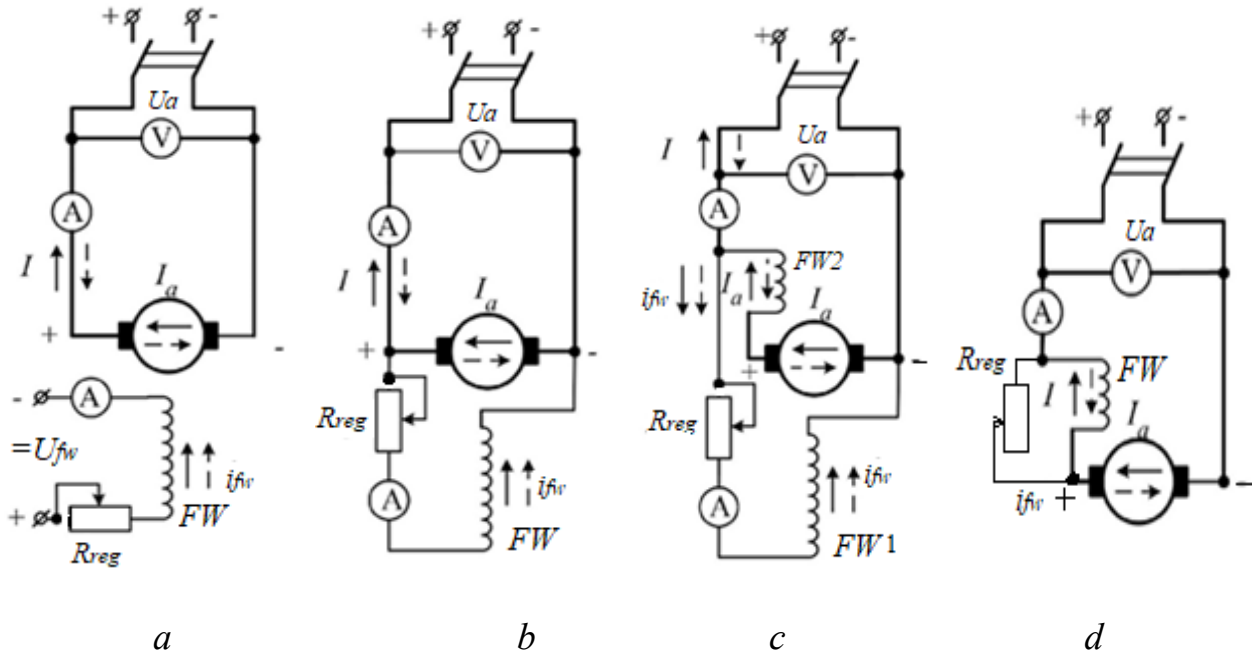 + -
Ua
V
A
I
Ia
+ -
- A
=Ufw
ifw
+ FW
Rreg
+ -
Ua
V
A
I
Ia
+ -
Rreg
ifw
A
FW
+ -
Ua
I
V
A
FW2
ifw
Ia
Ia
+ -
Rreg
ifw
A
FW1
+ -
Ua
V
A
Rreg
FW
I
Ia
ifw + -
a b c d